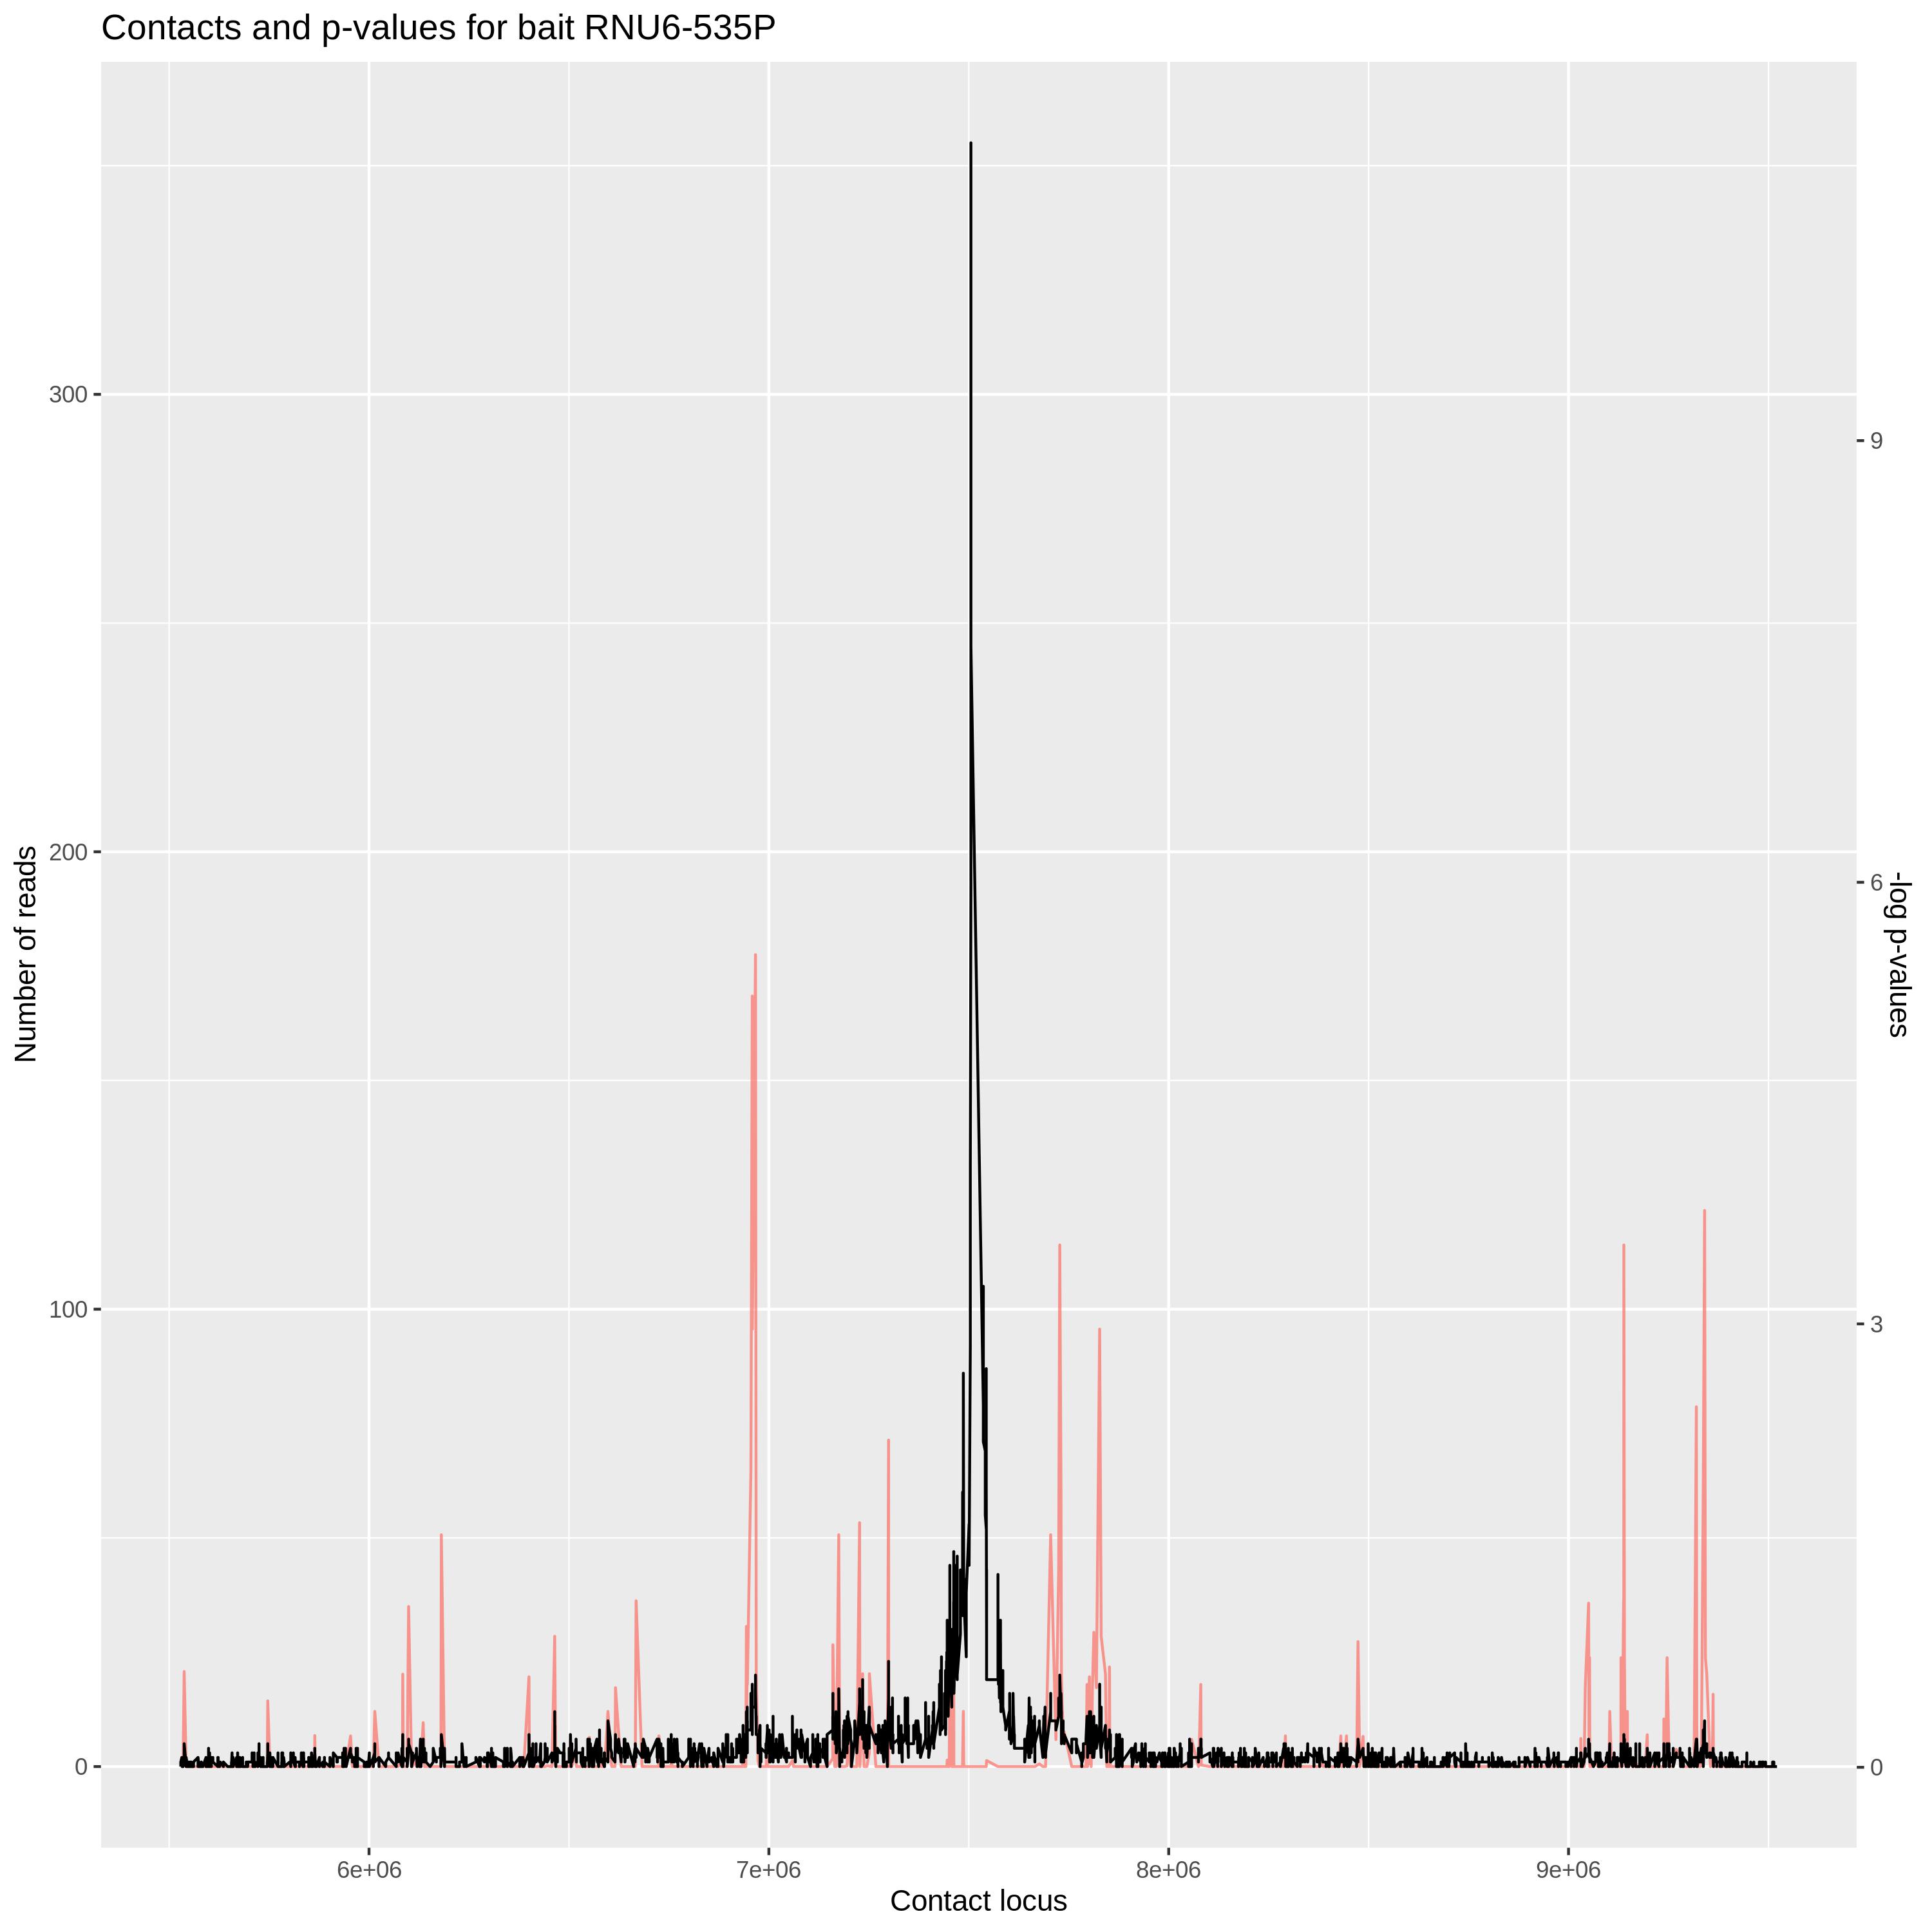 Contacts and p-values for bait RNU6-535P
Number of reads
300
200
100
0
9
6
3
0
-log p-values
6e+06
7e+06
8e+06
9e+06
Contact locus